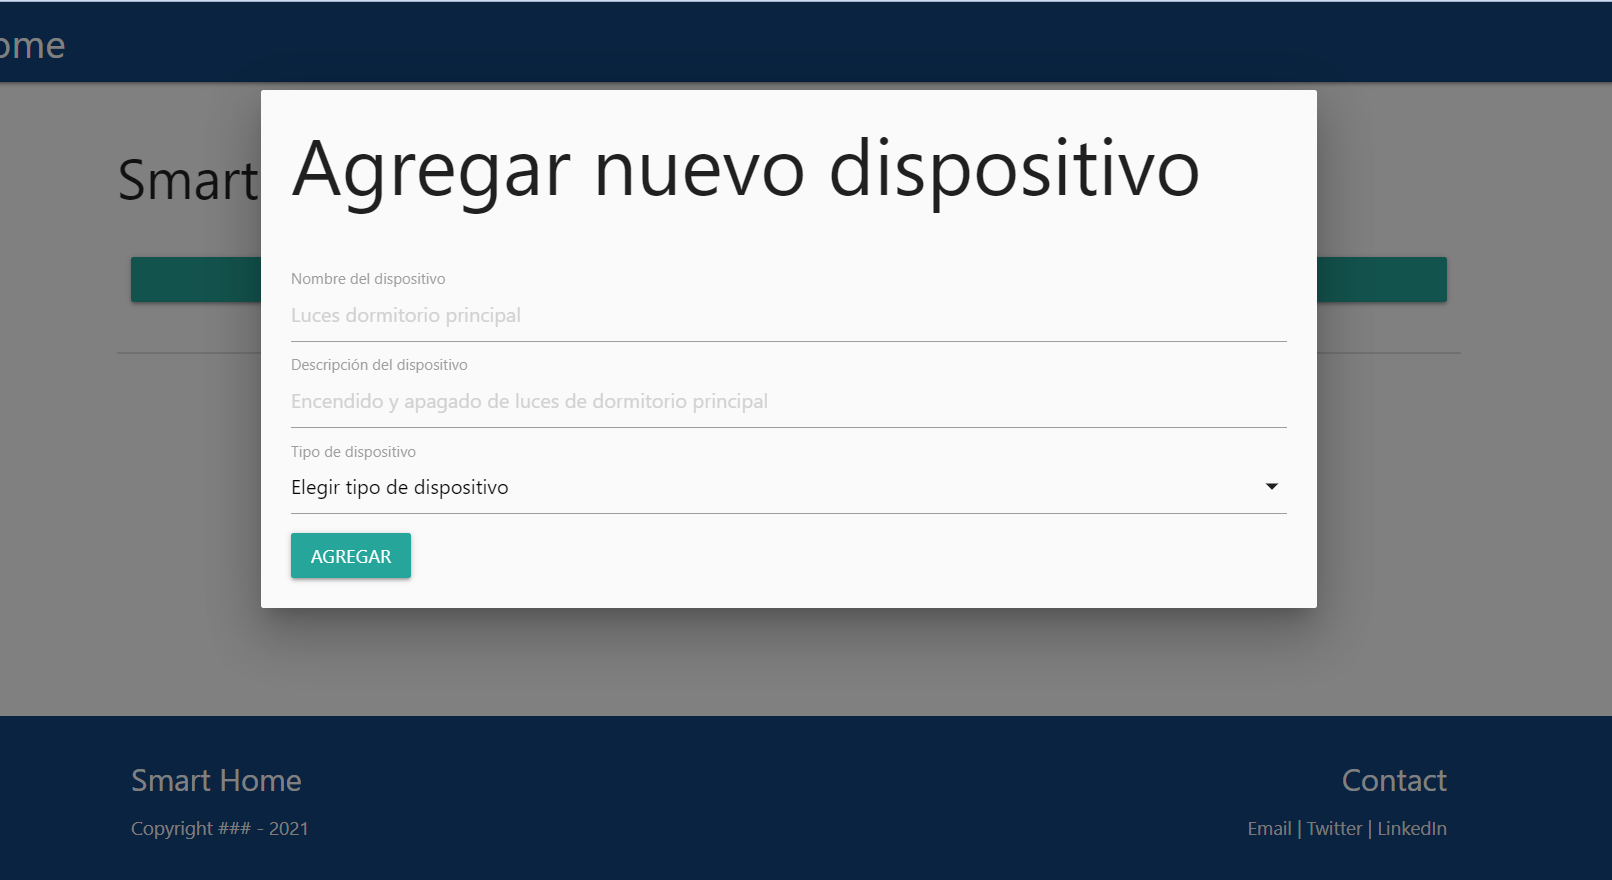 ome
Smart
Agregar nuevo dispositivo
Nombre del dispositivo
Luces dormitorio principal
Descripción del dispositivo
Encendido y apagado de luces de dormitorio principal
Tipo de dispositivo
Elegir tipo de dispositivo
AGREGAR
Smart Home
Copyright ### - 2021
Contact
Email | Twitter | LinkedIn